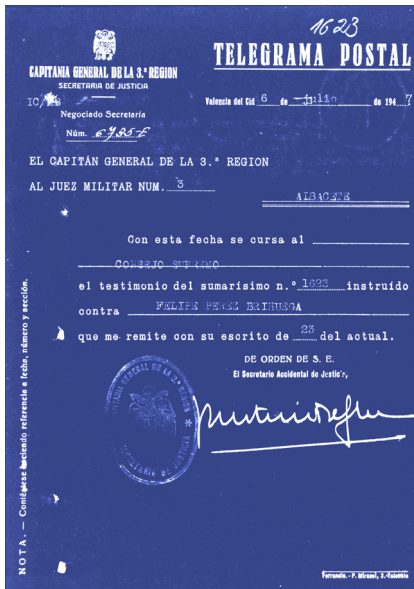 1623
TELEGRAMA POSTAL
CAPITANIA GENERAL DE LA 3.ª REGION
SECRETARIA DE JUSTICIA
IC/
Valencia del Cid 6 de julio de 1947
Negociado Secretaría
Núm.
EL CAPITÁN GENERAL DE LA 3.ª REGION
AL JUEZ MILITAR NUM. 3
ALBACETE
Con esta fecha se cursa al
CONSEJO SUPREMO
el testimonio del sumarísimo n.º 1623 instruído
contra FELIPE PEREZ BRIHUEGA
que me remite con su escrito de 23 del actual.
DE ORDEN DE S. E.
El Secretario Accidental de Justicia,
NOTA. — Contéstese haciendo referencia a fecha, número y sección.